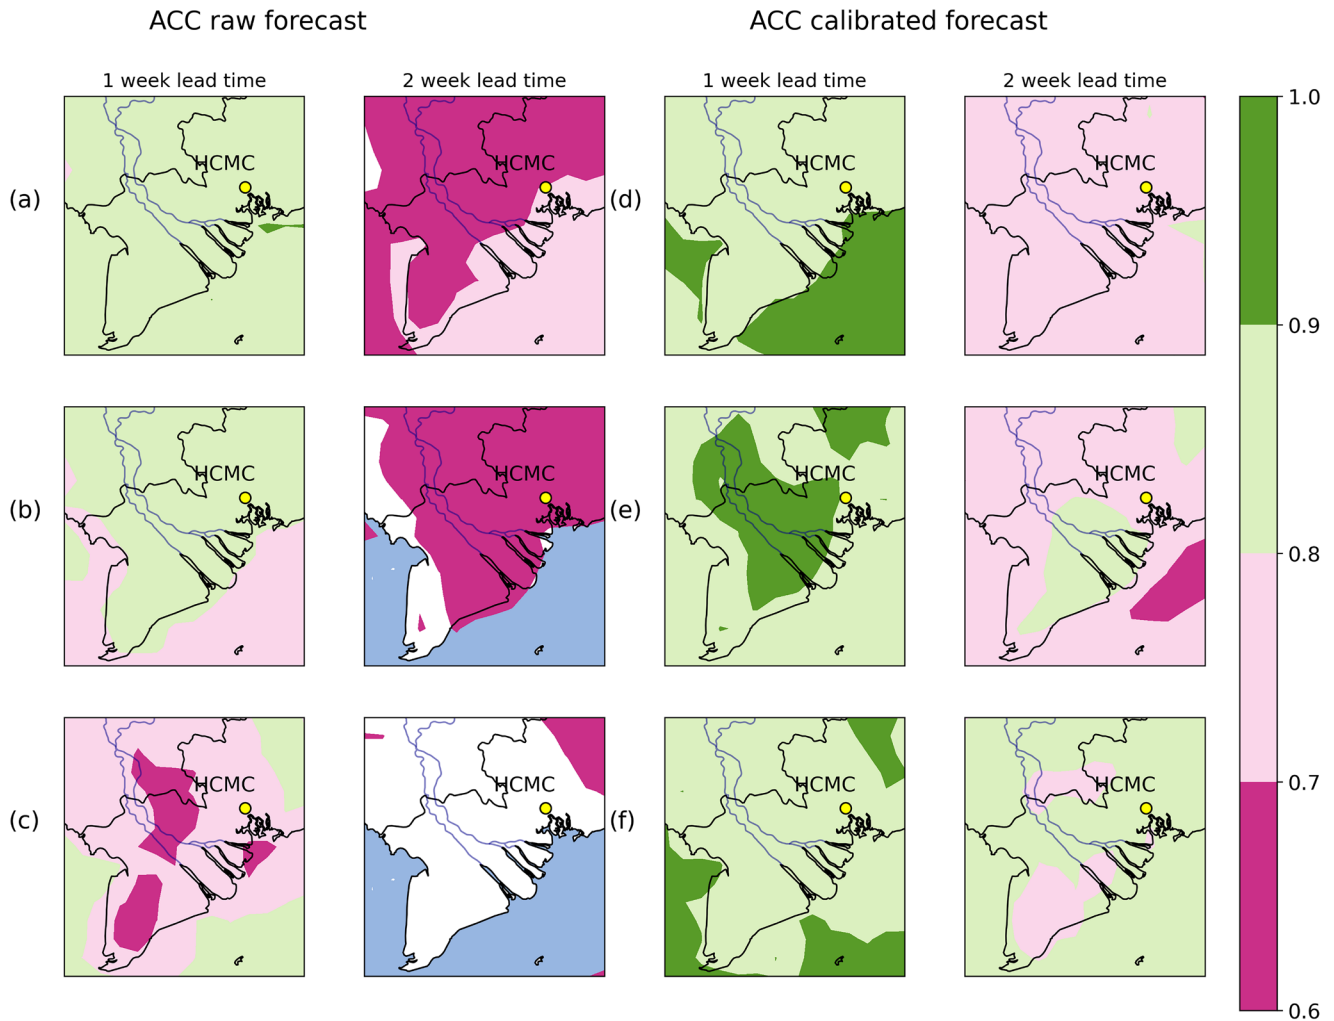 ACC raw forecast
ACC calibrated forecast
1 week lead time
2 week lead time
1 week lead time
2 week lead time
(a)
HCMC
HCMC
(d)
HCMC
HCMC
(b)
HCMC
HCMC
(e)
HCMC
HCMC
(c)
HCMC
HCMC
(f)
HCMC
HCMC
1.0
0.9
0.8
0.7
0.6